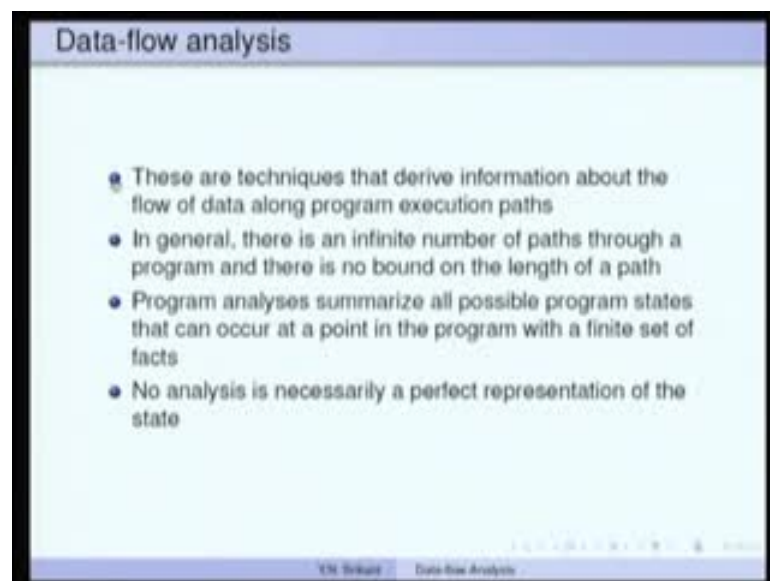 Data-flow analysis
These are techniques that derive information about the
flow of data along program execution paths
In general, there is an infinite number of paths through a
program and there is no bound on the length of a path
Program analyses summarize all possible program states
that can occur at a point in the program with a finite set of
facts
No analysis is necessarily a perfect representation of the
state
Y.N. Srikant Data-flow Analysis